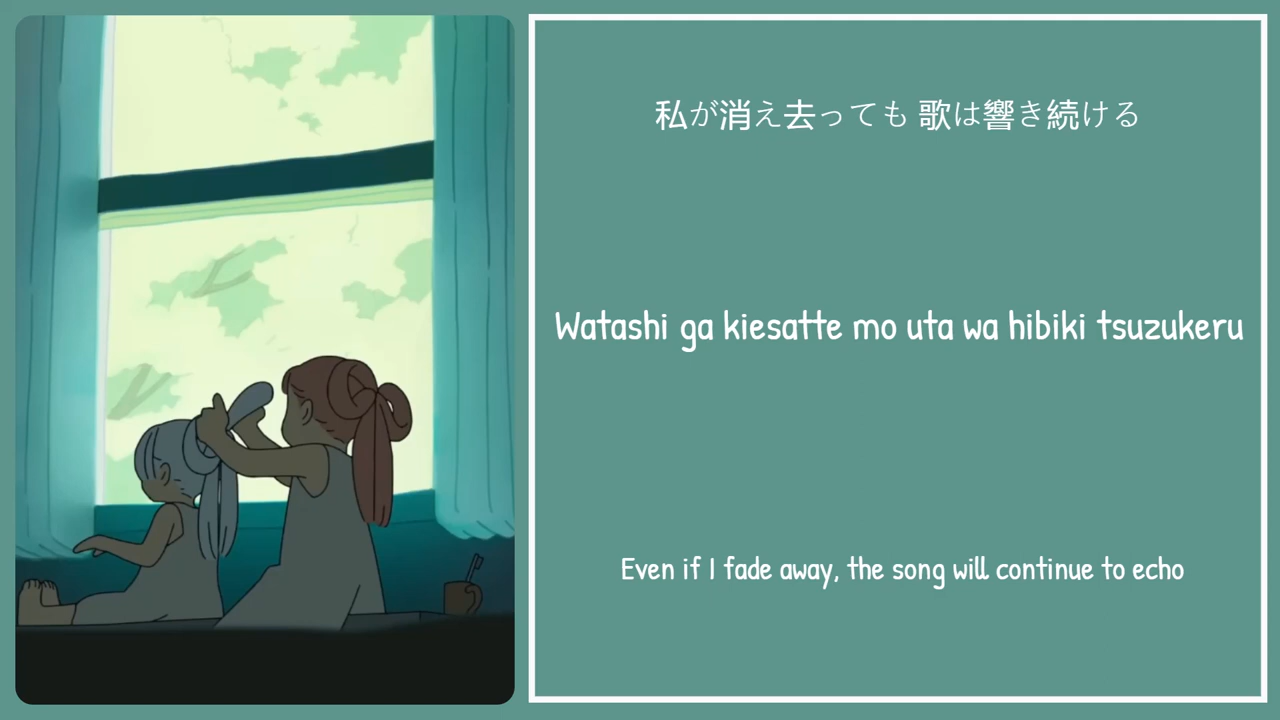 私が消え去っても 歌は響き続ける
Watashi ga kiesatte mo uta wa hibiki tsuzukeru
Even if I fade away, the song will continue to echo